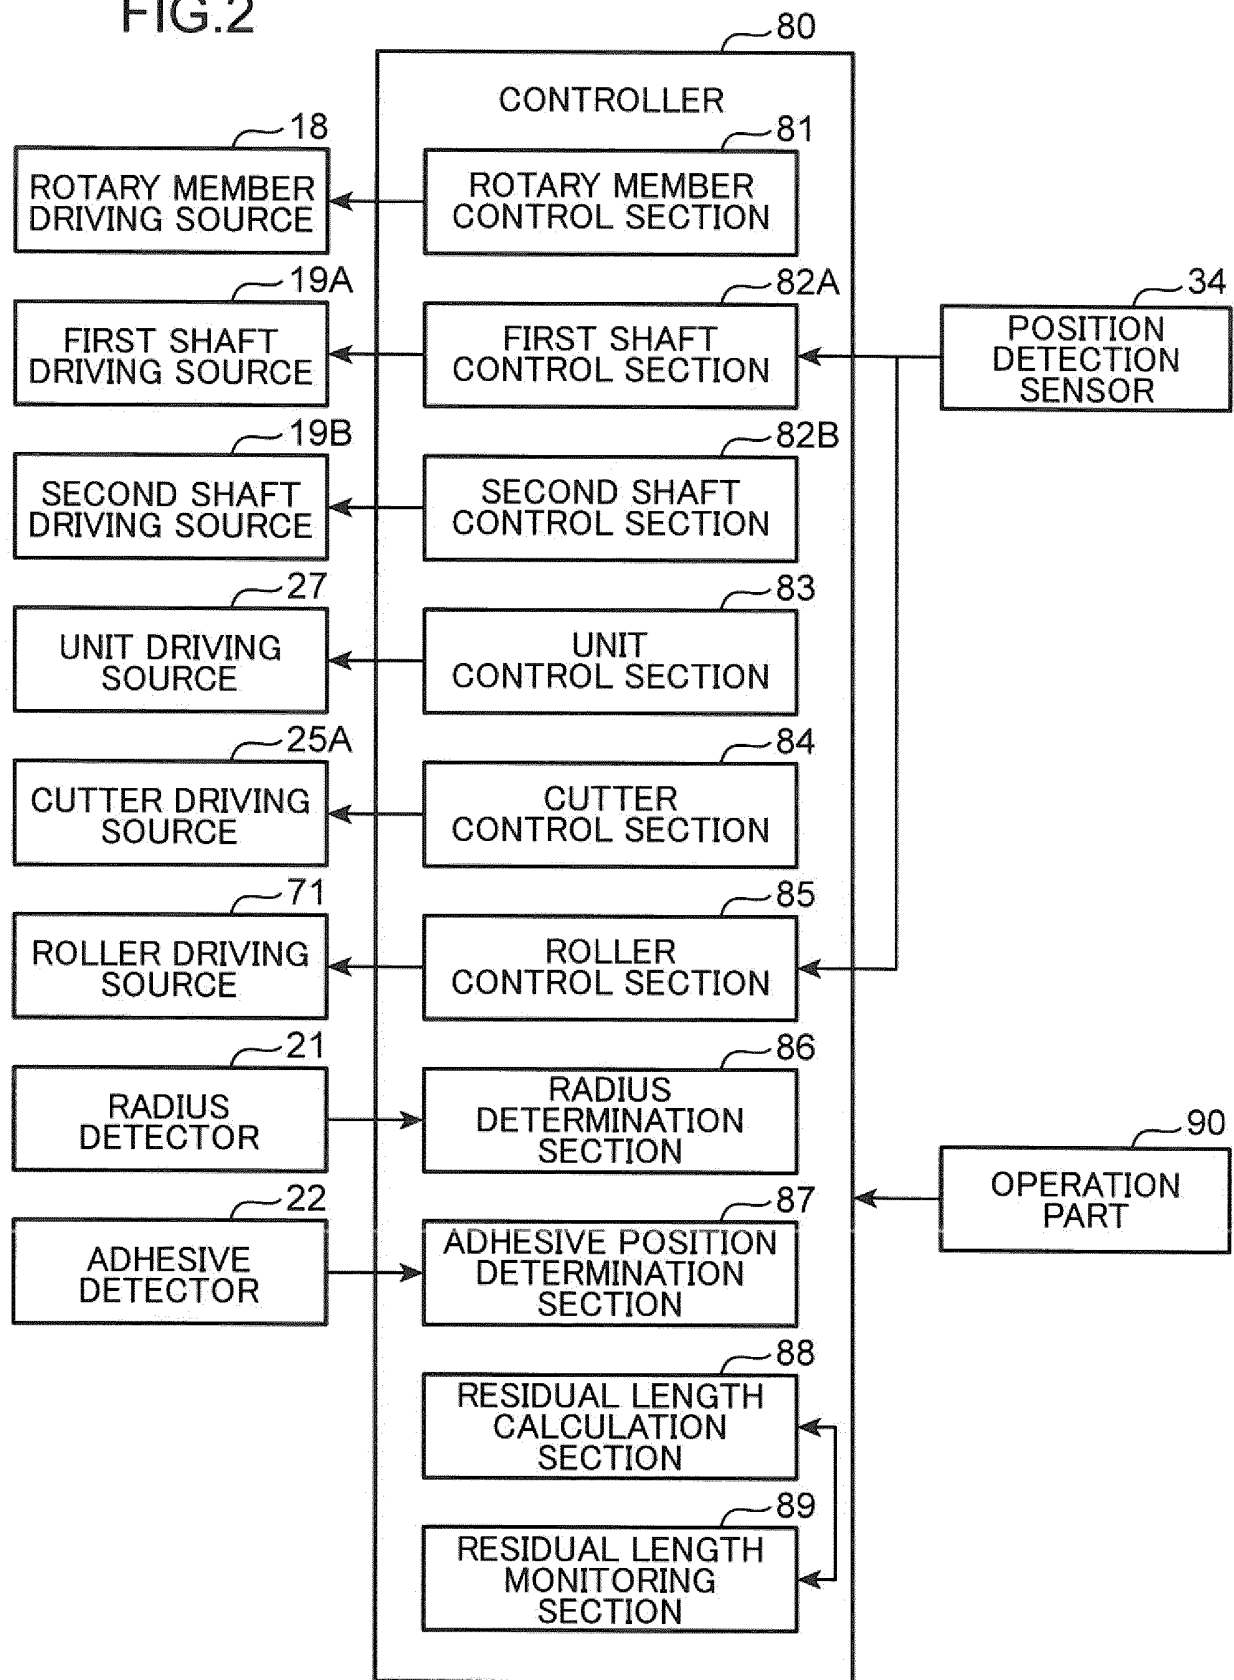 FIG.2
80
CONTROLLER
18
ROTARY MEMBER
DRIVING SOURCE
81
ROTARY MEMBER
CONTROL SECTION
19A
FIRST SHAFT
DRIVING SOURCE
82A
FIRST SHAFT
CONTROL SECTION
34
POSITION
DETECTION
SENSOR
19B
SECOND SHAFT
DRIVING SOURCE
82B
SECOND SHAFT
CONTROL SECTION
27
UNIT DRIVING
SOURCE
83
UNIT
CONTROL SECTION
25A
CUTTER DRIVING
SOURCE
84
CUTTER
CONTROL SECTION
71
ROLLER DRIVING
SOURCE
85
ROLLER
CONTROL SECTION
21
RADIUS
DETECTOR
86
RADIUS
DETERMINATION
SECTION
90
OPERATION
PART
22
ADHESIVE
DETECTOR
87
ADHESIVE POSITION
DETERMINATION
SECTION
88
RESIDUAL LENGTH
CALCULATION
SECTION
89
RESIDUAL LENGTH
MONITORING
SECTION